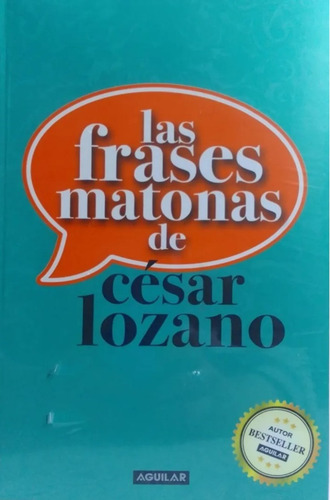 las
frases
matonas
de
césar
lozano
AUTOR
BESTSELLER
AGUILAR
AGUILAR